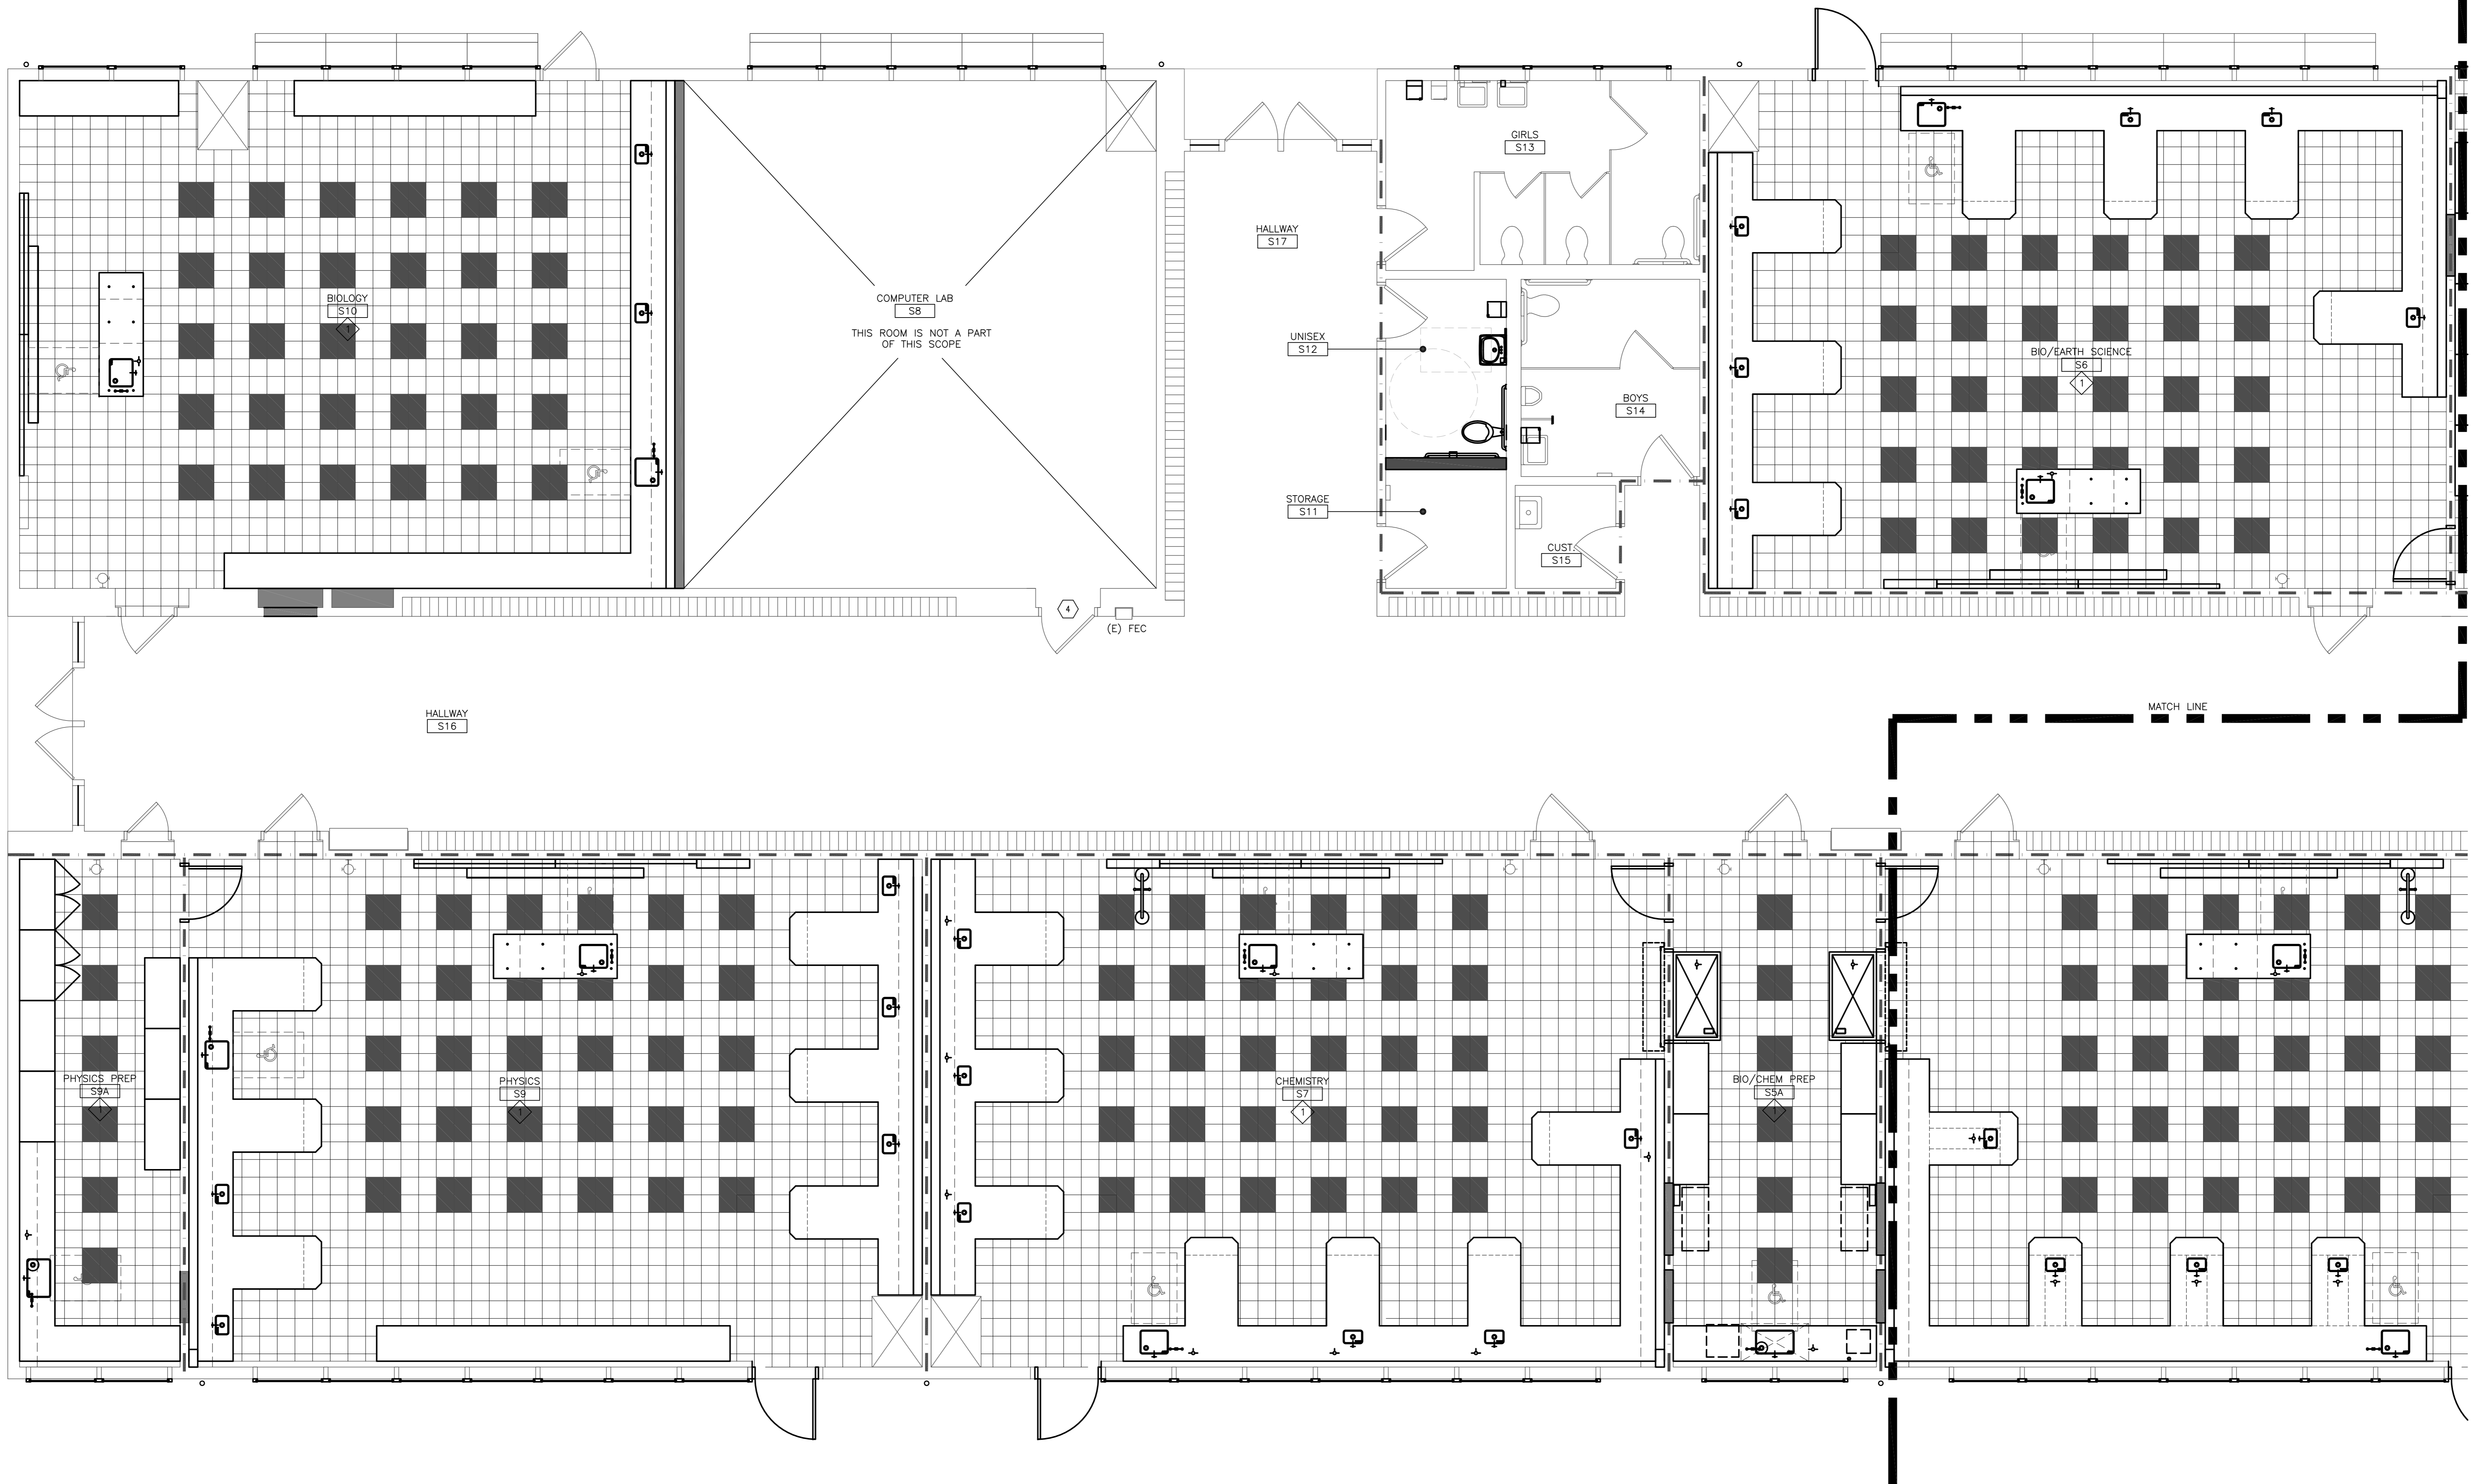 GIRLS
S13
HALLWAY
S17
BIOLOGY
S10
1
COMPUTER LAB
S8
THIS ROOM IS NOT A PART
OF THIS SCOPE
UNISEX
S12
BIO/EARTH SCIENCE
S6
1
BOYS
S14
STORAGE
S11
CUST.
S15
4
(E) FEC
HALLWAY
S16
MATCH LINE
PHYSICS PREP
S9A
1
PHYSICS
S9
1
CHEMISTRY
S7
1
BIO/CHEM PREP
S5A
1